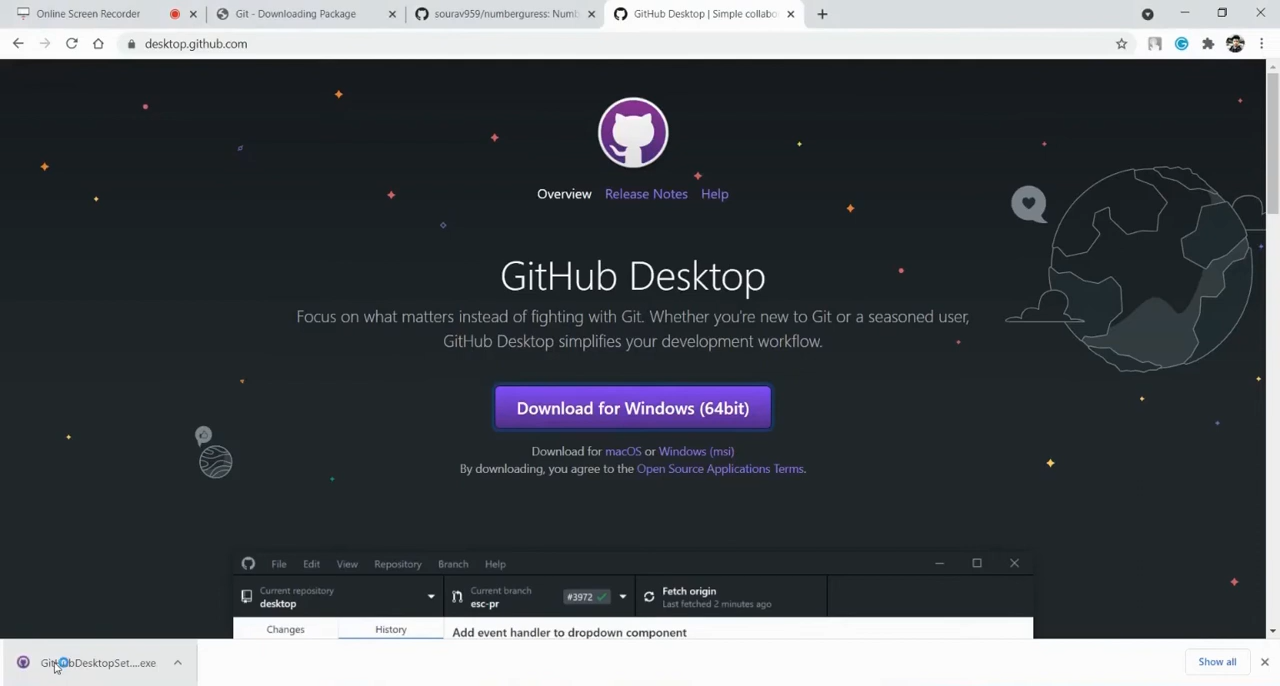 Online Screen Recorder
Git - Downloading Package
sourav959/numberguress: Numb
GitHub Desktop | Simple collabo
desktop.github.com
Overview Release Notes Help
GitHub Desktop
Focus on what matters instead of fighting with Git. Whether you're new to Git or a seasoned user,
GitHub Desktop simplifies your development workflow.
Download for Windows (64bit)
Download for macOS or Windows (msi)
By downloading, you agree to the Open Source Applications Terms.
File Edit View Repository Branch Help
Current repository
desktop
Current branch
esc-pr
#3972
Fetch origin
Last fetched 2 minutes ago
Changes History
Add event handler to dropdown component
GitHubDesktopSet....exe
Show all